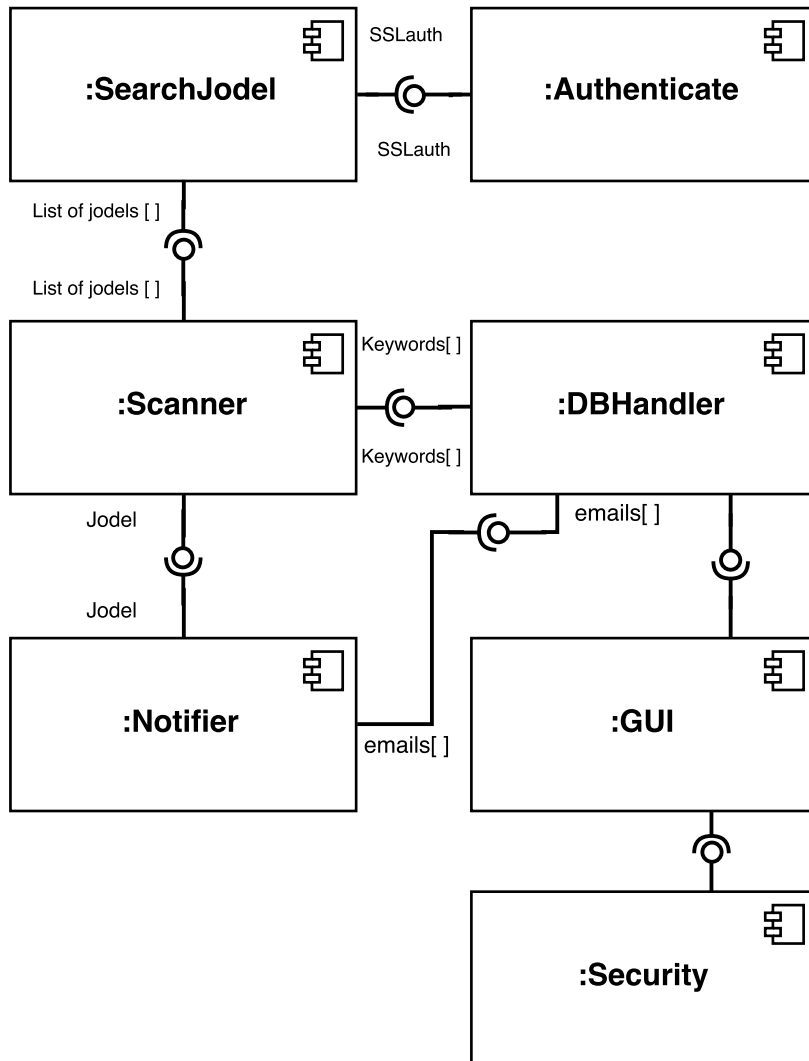 SSLauth
:SearchJodel
:Authenticate
SSLauth
List of jodels [ ]
List of jodels [ ]
Keywords[ ]
:Scanner
:DBHandler
Keywords[ ]
Jodel
emails[ ]
Jodel
:Notifier
:GUI
emails[ ]
:Security